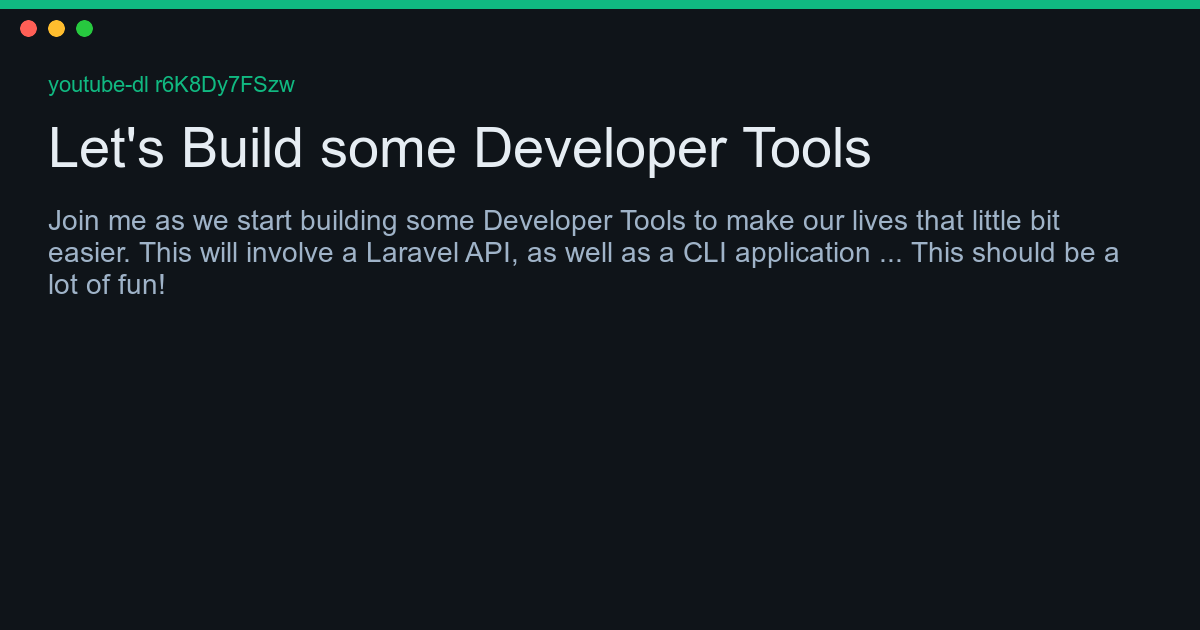 youtube-dl r6K8Dy7FSzw
Let's Build some Developer Tools
Join me as we start building some Developer Tools to make our lives that little bit
easier. This will involve a Laravel API, as well as a CLI application ... This should be a
lot of fun!